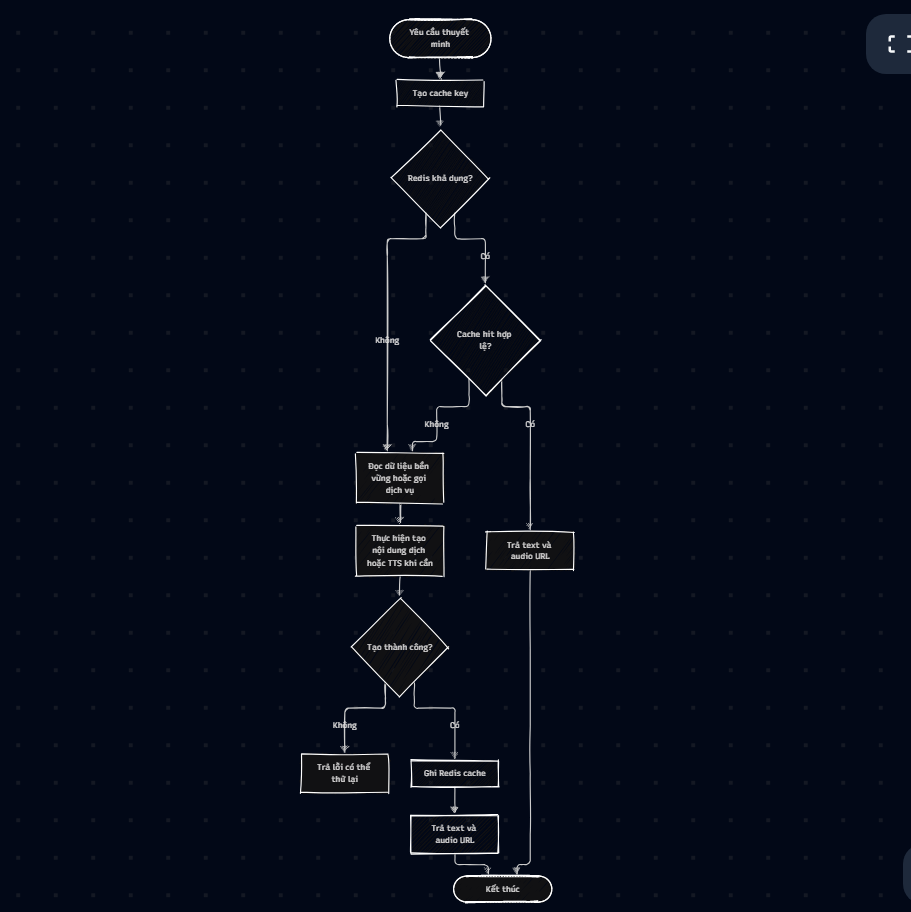 Yêu cầu thuyết
minh
Tạo cache key
Redis khả dụng?
Có
Không
Cache hit hợp
lệ?
Không
Có
Đọc dữ liệu bền
vững hoặc gọi
dịch vụ
Thực hiện tạo
nội dung dịch
hoặc TTS khi cần
Trả text và
audio URL
Tạo thành công?
Không
Có
Trả lỗi có thể
thử lại
Ghi Redis cache
Trả text và
audio URL
Kết thúc